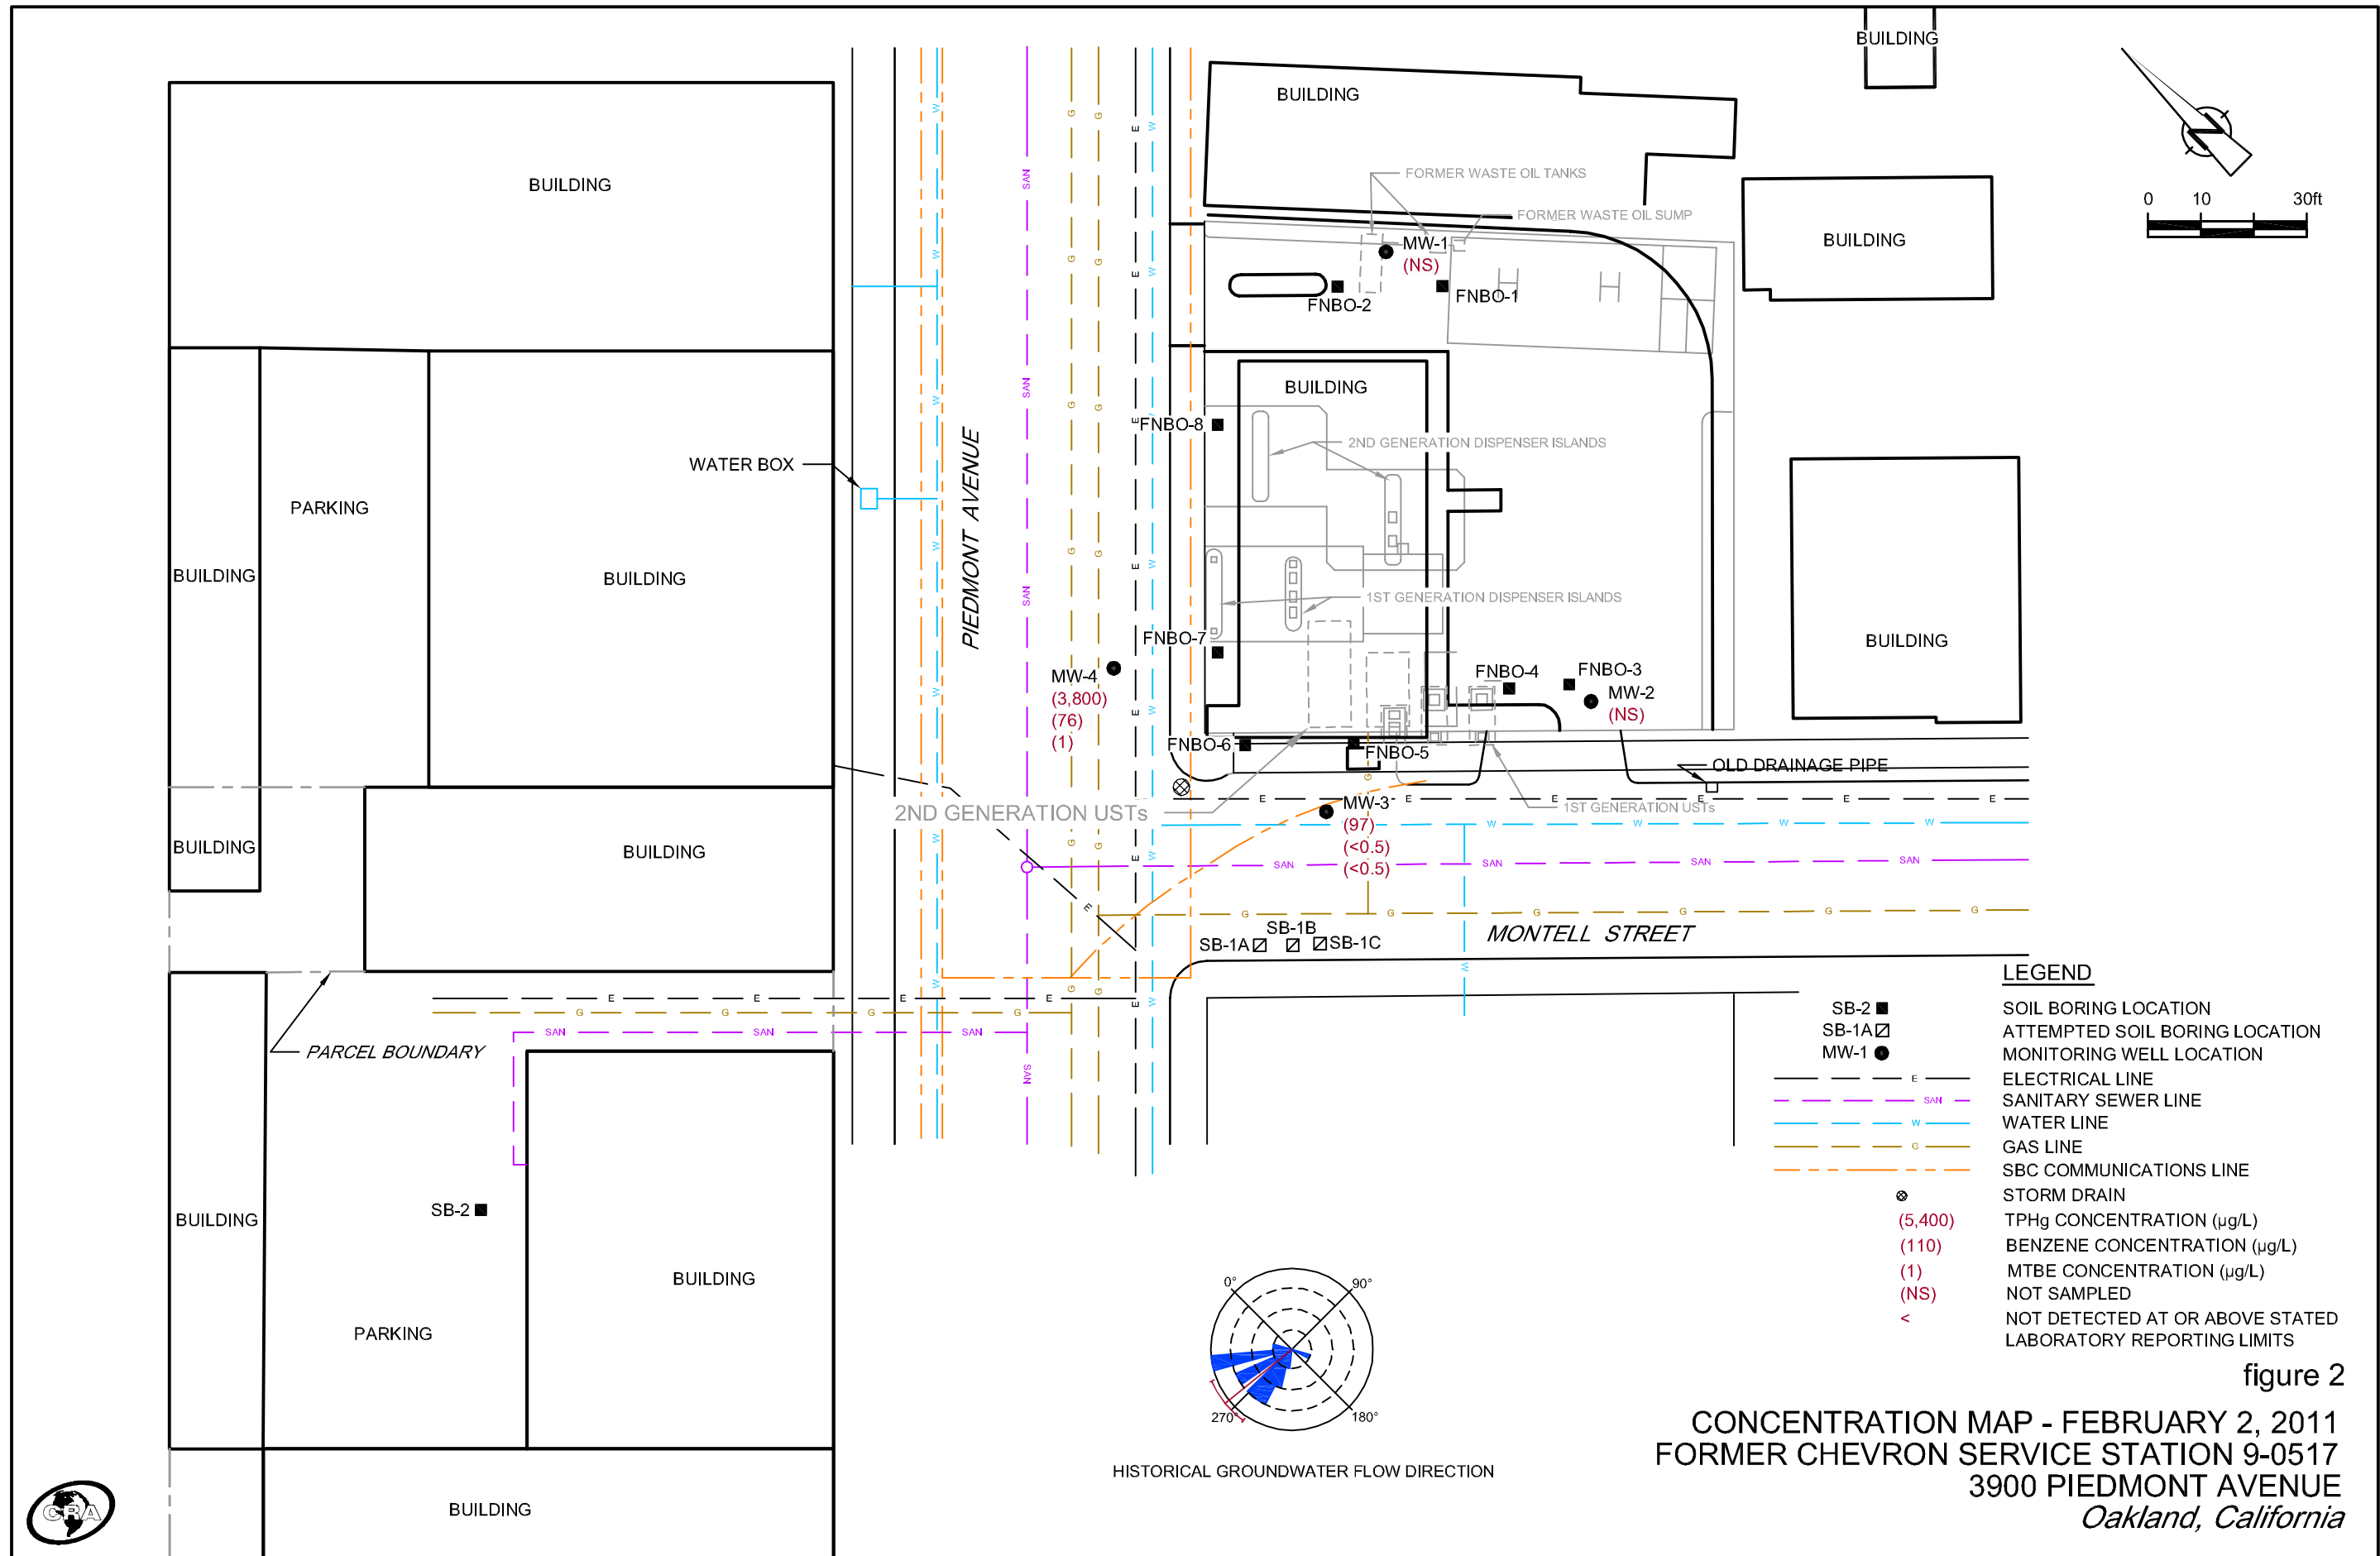 BUILDING
BUILDING
0 10 30ft
FORMER WASTE OIL TANKS
BUILDING
FORMER WASTE OIL SUMP
MW-1
(NS)
BUILDING
FNBO-2
FNBO-1
BUILDING
FNBO-8
2ND GENERATION DISPENSER ISLANDS
WATER BOX
PIEDMONT AVENUE
PARKING
BUILDING
BUILDING
1ST GENERATION DISPENSER ISLANDS
FNBO-7
BUILDING
MW-4
(3,800)
(76)
(1)
FNBO-4
FNBO-3
MW-2
(NS)
FNBO-6
FNBO-5
OLD DRAINAGE PIPE
2ND GENERATION USTs
MW-3
(97)
(<0.5)
(<0.5)
1ST GENERATION USTs
BUILDING
BUILDING
SB-1A
SB-1B
SB-1C
MONTELL STREET
PARCEL BOUNDARY
E E E E
G G G G
SAN SAN SAN
SB-2
BUILDING
BUILDING
PARKING
BUILDING
LEGEND
SB-2 SOIL BORING LOCATION
SB-1A ATTEMPTED SOIL BORING LOCATION
MW-1 MONITORING WELL LOCATION
E ELECTRICAL LINE
SAN SANITARY SEWER LINE
W WATER LINE
G GAS LINE
SBC COMMUNICATIONS LINE
STORM DRAIN
(5,400) TPHg CONCENTRATION (µg/L)
(110) BENZENE CONCENTRATION (µg/L)
(1) MTBE CONCENTRATION (µg/L)
(NS) NOT SAMPLED
< NOT DETECTED AT OR ABOVE STATED
LABORATORY REPORTING LIMITS
0° 90°
270° 180°
HISTORICAL GROUNDWATER FLOW DIRECTION
figure 2
CONCENTRATION MAP - FEBRUARY 2, 2011
FORMER CHEVRON SERVICE STATION 9-0517
3900 PIEDMONT AVENUE
Oakland, California
CRA